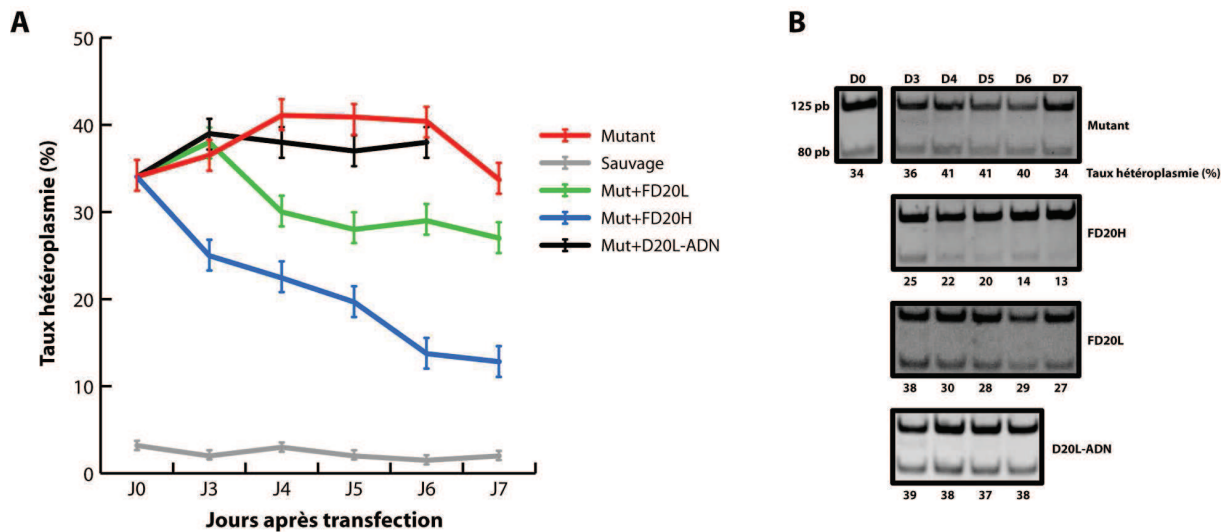 A
50
40
30
20
10
0
Taux hétéroplasmie (%)
J0 J3 J4 J5 J6 J7
Jours après transfection
Mutant
Sauvage
Mut+FD20L
Mut+FD20H
Mut+D20L-ADN
B
D0 D3 D4 D5 D6 D7
125 pb
80 pb
Mutant
34 36 41 41 40 34 Taux hétéroplasmie (%)
FD20H
25 22 20 14 13
FD20L
38 30 28 29 27
D20L-ADN
39 38 37 38